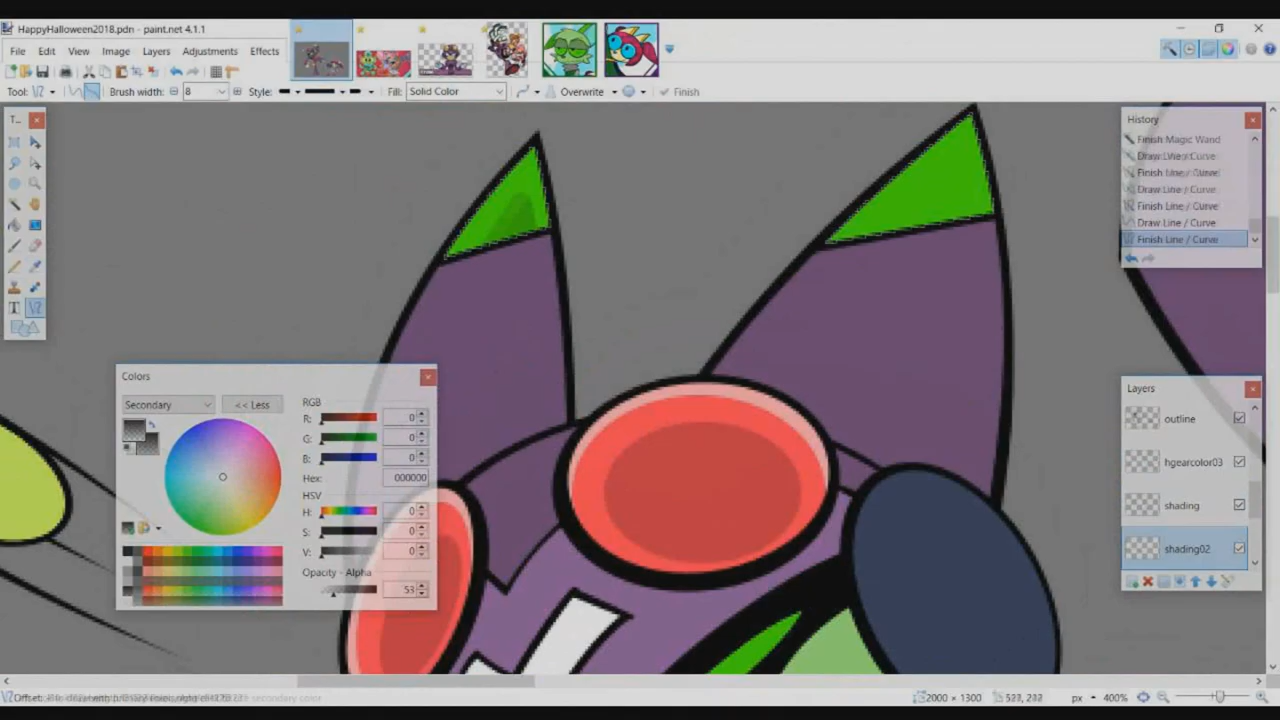 HappyHalloween2018.pdn - paint.net 4.1.1
File Edit View Image Layers Adjustments Effects
Tool: Brush width: 8 Style: Fill: Solid Color Overwrite Finish
T...
History
Finish Magic Wand
Draw Line / Curve
Finish Line / Curve
Draw Line / Curve
Finish Line / Curve
Draw Line / Curve
Finish Line / Curve
Colors
Secondary << Less
RGB
R: 0
G: 0
B: 0
Hex: 000000
HSV
H: 0
S: 0
V: 0
Opacity - Alpha
53
Layers
outline
hgearcolor03
shading
shading02
2000 × 1300
px 400%